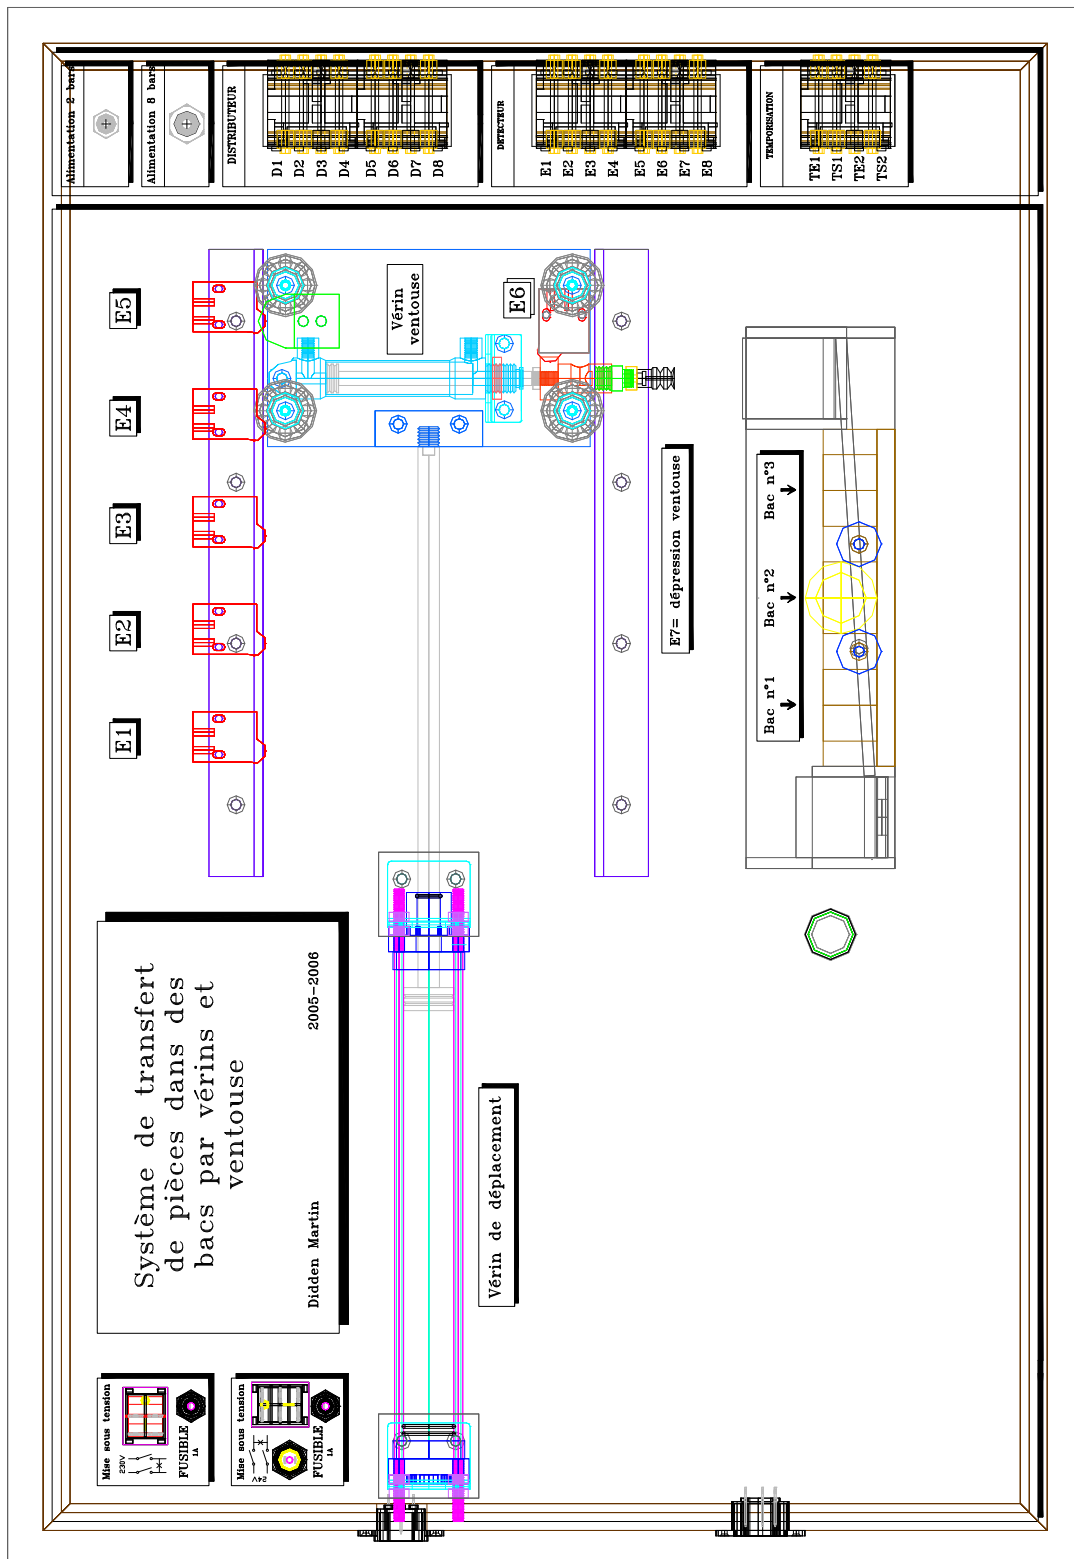 Alimentation 2 bars
Alimentation 8 bars
DISTRIBUTEUR
D1
D2
D3
D4
D5
D6
D7
D8
DETECTEUR
E1
E2
E3
E4
E5
E6
E7
E8
TEMPORISATION
TE1
TS1
TE2
TS2
E5
E4
E3
E2
E1
Vérin
ventouse
E6
E7= dépression ventouse
Bac n°1
Bac n°2
Bac n°3
Système de transfert
de pièces dans des
bacs par vérins et
ventouse
Didden Martin
2005-2006
Vérin de déplacement
Mise sous tension
230V
FUSIBLE
1A
Mise sous tension
24V
FUSIBLE
1A